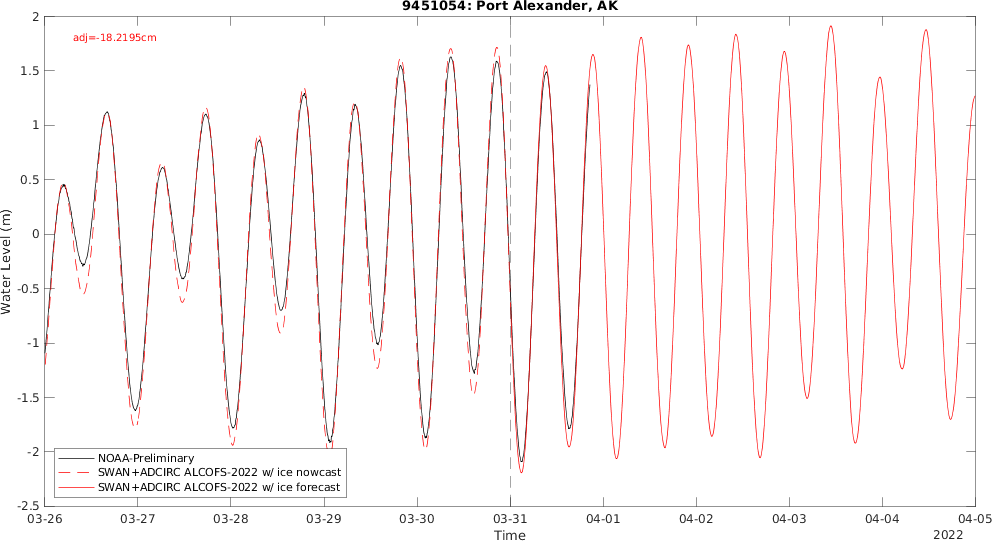 9451054: Port Alexander, AK
adj=-18.2195cm
2
1.5
1
0.5
0
-0.5
-1
-1.5
-2
-2.5
Water Level (m)
NOAA-Preliminary
SWAN+ADCIRC ALCOFS-2022 w/ ice nowcast
SWAN+ADCIRC ALCOFS-2022 w/ ice forecast
03-26 03-27 03-28 03-29 03-30 03-31 04-01 04-02 04-03 04-04 04-05
Time
2022